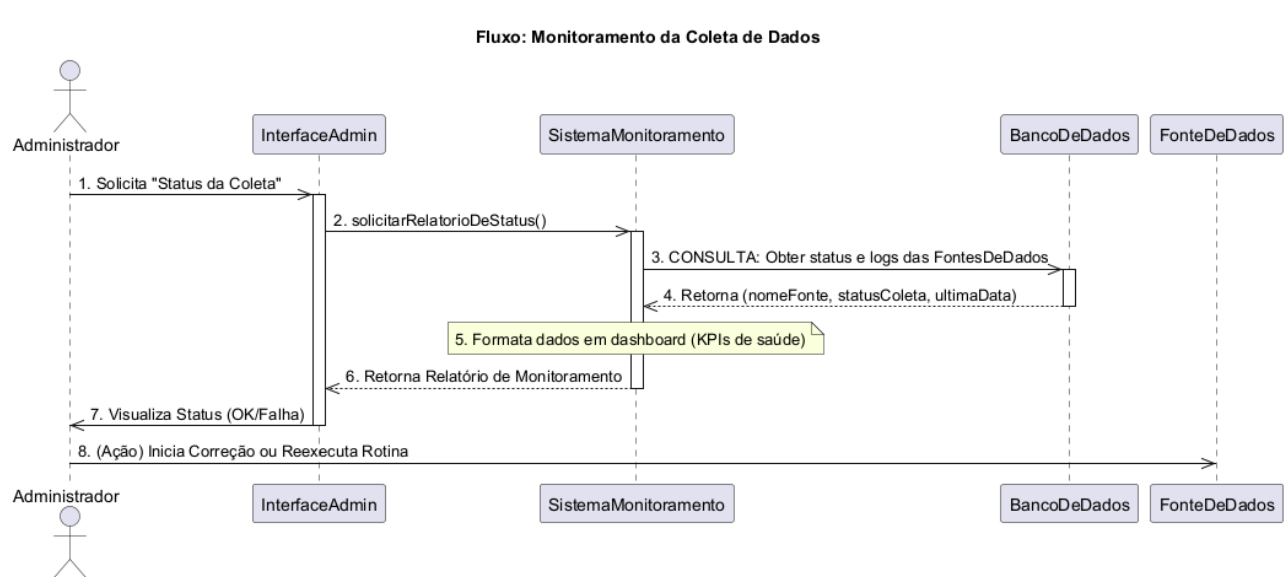 Fluxo: Monitoramento da Coleta de Dados
Administrador
InterfaceAdmin
SistemaMonitoramento
BancoDeDados
FonteDeDados
1. Solicita "Status da Coleta"
2. solicitarRelatorioDeStatus()
3. CONSULTA: Obter status e logs das FontesDeDados
4. Retorna (nomeFonte, statusColeta, ultimaData)
5. Formata dados em dashboard (KPIs de saúde)
6. Retorna Relatório de Monitoramento
7. Visualiza Status (OK/Falha)
8. (Ação) Inicia Correção ou Reexecuta Rotina
Administrador
InterfaceAdmin
SistemaMonitoramento
BancoDeDados
FonteDeDados